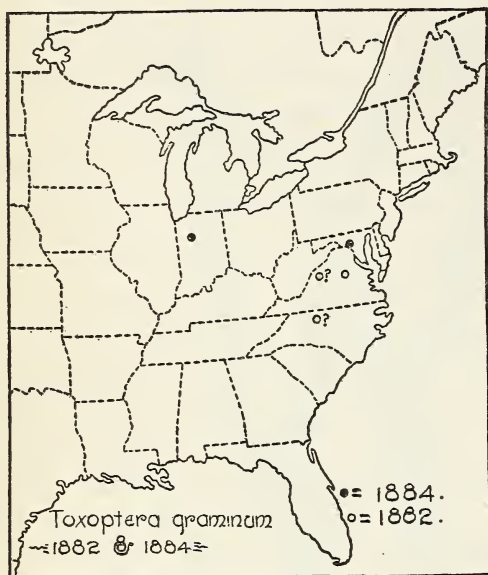 ?
?
Toxoptera graminum
1882 & 1884
●= 1884.
○= 1882.